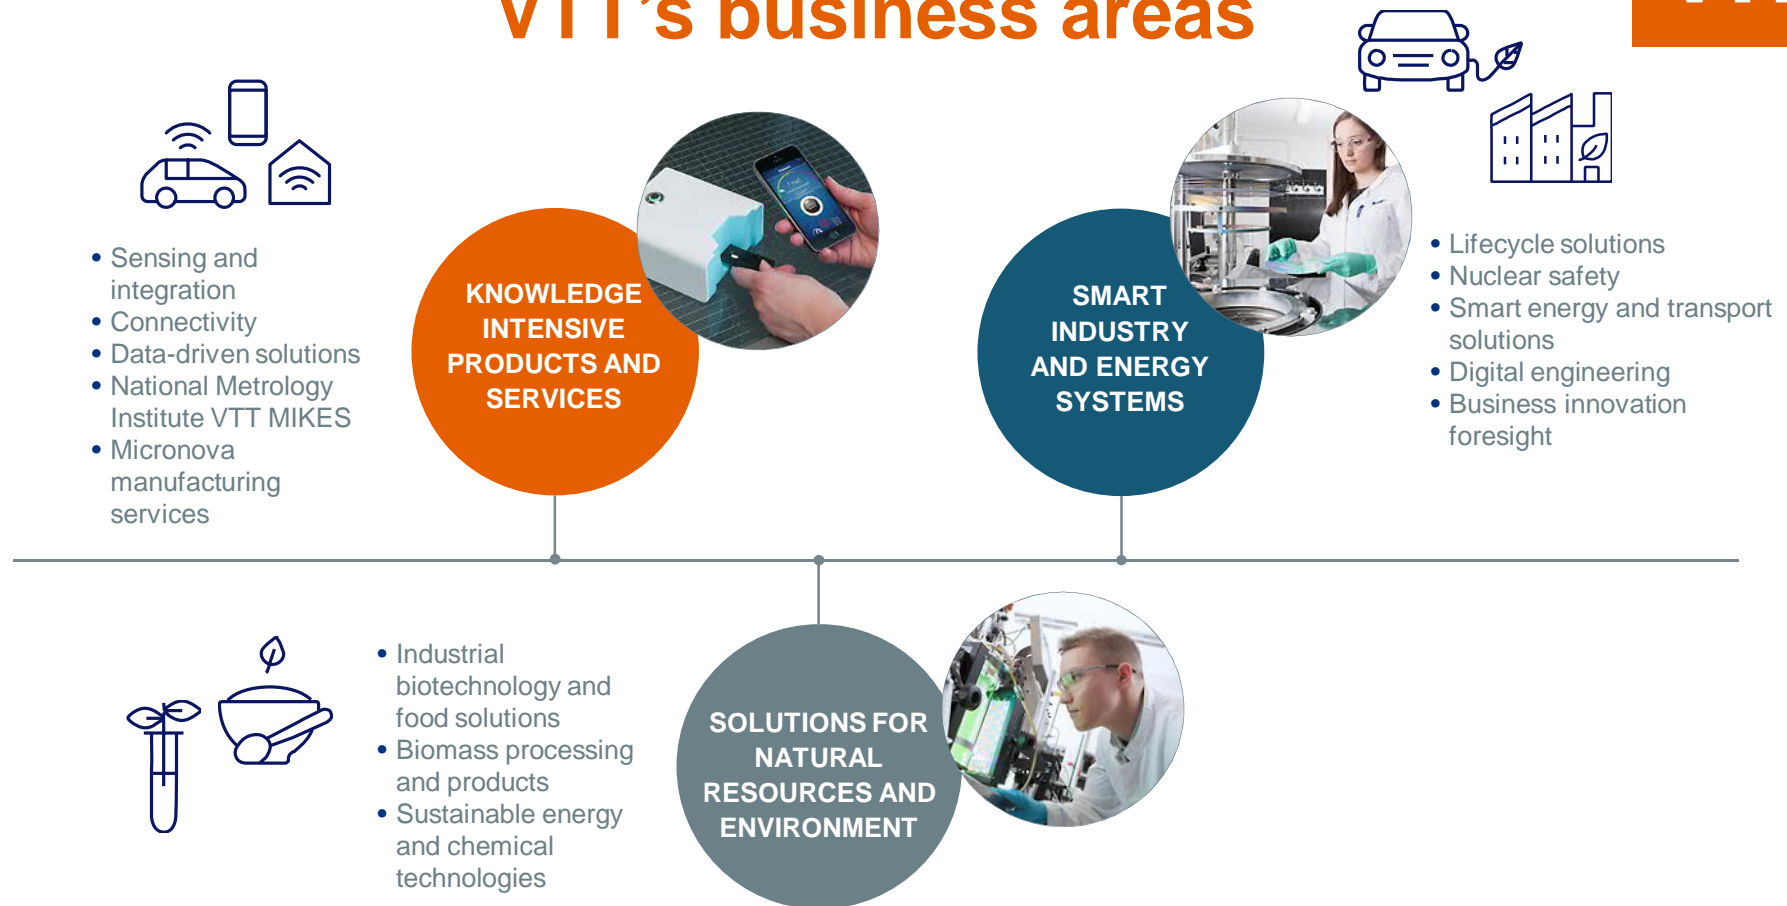 VTT's business areas
• Sensing and
integration
• Connectivity
• Data-driven solutions
• National Metrology
Institute VTT MIKES
• Micronova
manufacturing
services
KNOWLEDGE
INTENSIVE
PRODUCTS AND
SERVICES
SMART
INDUSTRY
AND ENERGY
SYSTEMS
• Lifecycle solutions
• Nuclear safety
• Smart energy and transport
solutions
• Digital engineering
• Business innovation
foresight
• Industrial
biotechnology and
food solutions
• Biomass processing
and products
• Sustainable energy
and chemical
technologies
SOLUTIONS FOR
NATURAL
RESOURCES AND
ENVIRONMENT